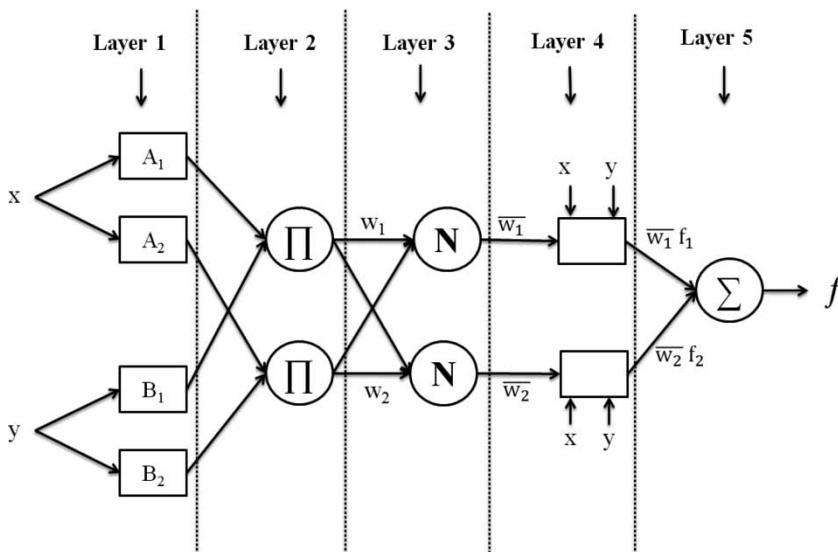 Layer 1 Layer 2 Layer 3 Layer 4 Layer 5
A₁ x y
x w₁ w̅₁ w̅₁ f₁
A₂ ∏ N
∑ f
B₁ ∏ N w̅₂ f₂
y w₂ w̅₂
B₂ x y